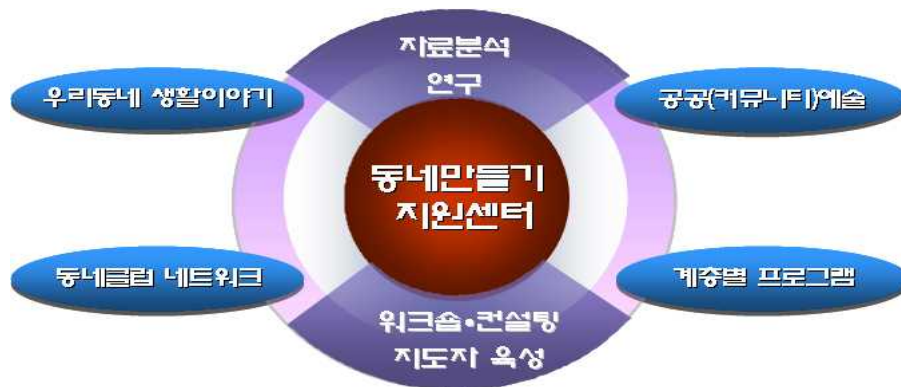 자료분석
연구
우리동네 생활이야기
공공(커뮤니티)예술
동네만들기
지원센터
동네클럽 네트워크
계층별 프로그램
워크숍•컨설팅
지도자 육성